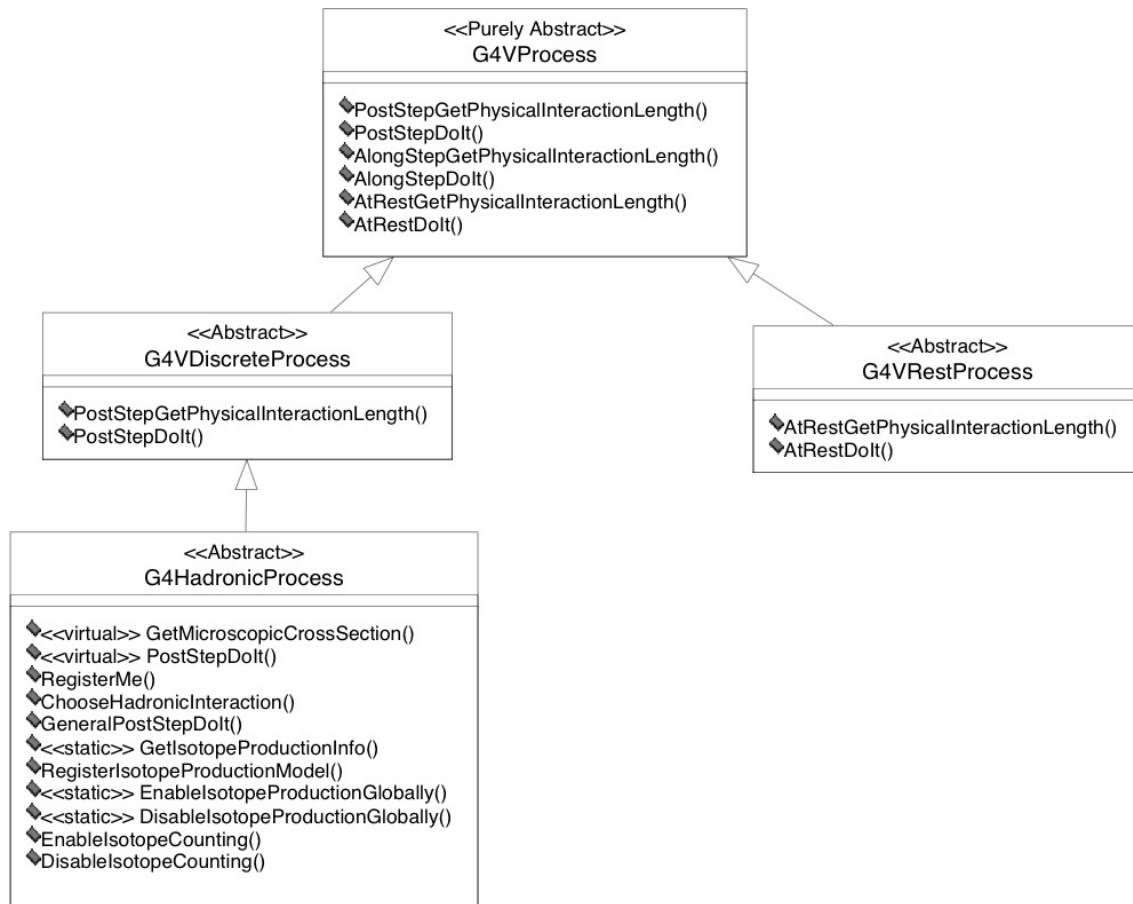 <<Purely Abstract>>
G4VProcess
PostStepGetPhysicalInteractionLength()
PostStepDoIt()
AlongStepGetPhysicalInteractionLength()
AlongStepDoIt()
AtRestGetPhysicalInteractionLength()
AtRestDoIt()
<<Abstract>>
G4VDiscreteProcess
PostStepGetPhysicalInteractionLength()
PostStepDoIt()
<<Abstract>>
G4VRestProcess
AtRestGetPhysicalInteractionLength()
AtRestDoIt()
<<Abstract>>
G4HadronicProcess
<<virtual>> GetMicroscopicCrossSection()
<<virtual>> PostStepDoIt()
RegisterMe()
ChooseHadronicInteraction()
GeneralPostStepDoIt()
<<static>> GetIsotopeProductionInfo()
RegisterIsotopeProductionModel()
<<static>> EnableIsotopeProductionGlobally()
<<static>> DisableIsotopeProductionGlobally()
EnableIsotopeCounting()
DisableIsotopeCounting()